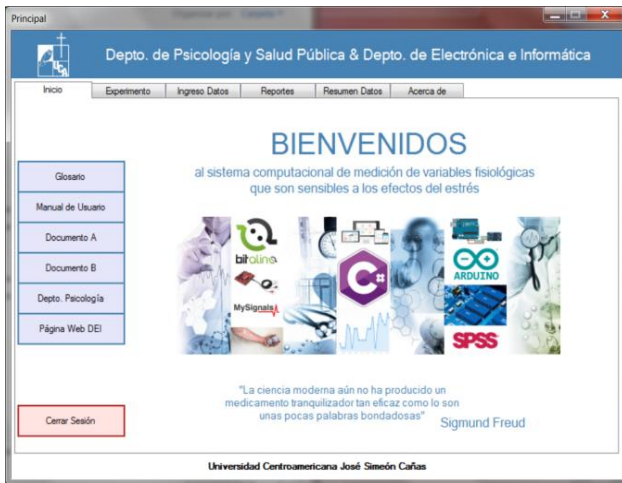 Principal
UCA
Depto. de Psicología y Salud Pública & Depto. de Electrónica e Informática
Inicio
Experimento
Ingreso Datos
Reportes
Resumen Datos
Acerca de
BIENVENIDOS
al sistema computacional de medición de variables fisiológicas
que son sensibles a los efectos del estrés
Glosario
Manual de Usuario
Documento A
Documento B
Depto. Psicología
Página Web DEI
Cerrar Sesión
bitalino
MySignals
C#
ARDUINO
SPSS
"La ciencia moderna aún no ha producido un
medicamento tranquilizador tan eficaz como lo son
unas pocas palabras bondadosas"
Sigmund Freud
Universidad Centroamericana José Simeón Cañas